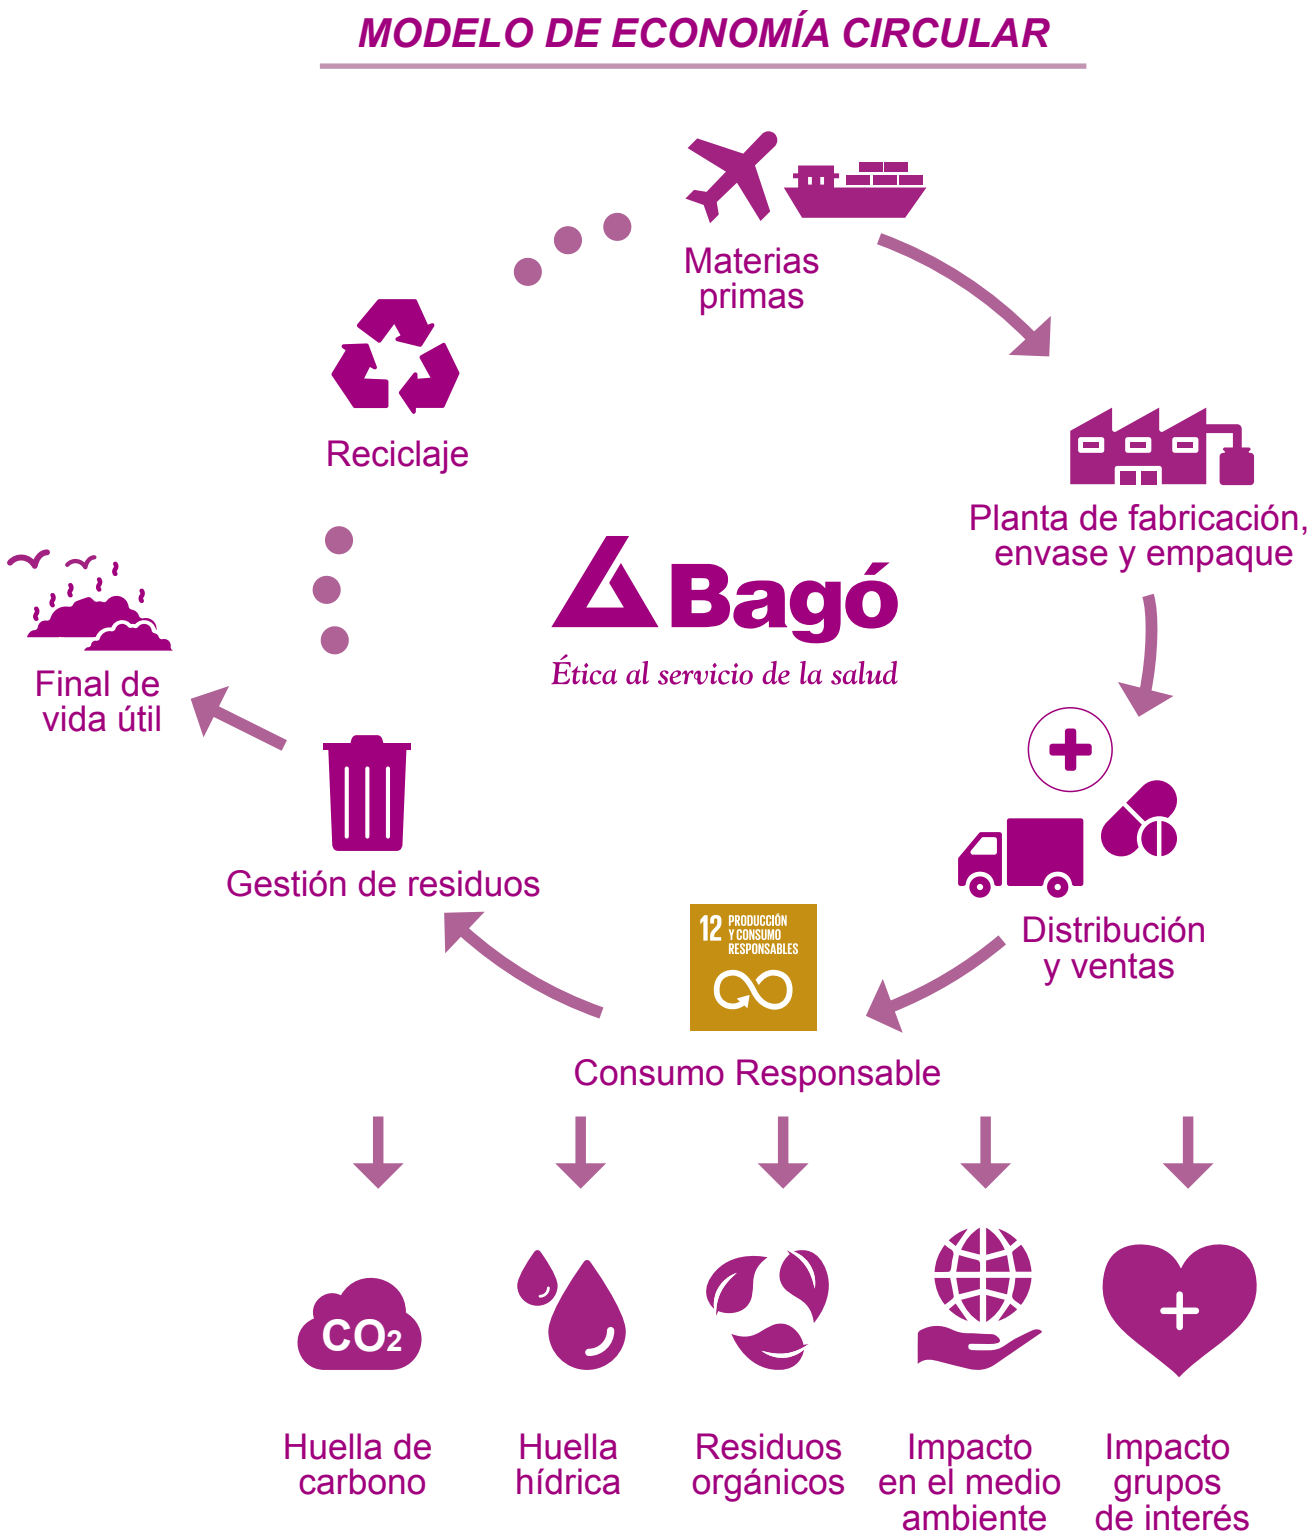 MODELO DE ECONOMÍA CIRCULAR
Materias
primas
Reciclaje
Planta de fabricación,
envase y empaque
Bagó
Ética al servicio de la salud
Final de
vida útil
Gestión de residuos
12 PRODUCCIÓN
Y CONSUMO
RESPONSABLES
Distribución
y ventas
Consumo Responsable
CO2
Huella de
carbono
Huella
hídrica
Residuos
orgánicos
Impacto
en el medio
ambiente
Impacto
grupos
de interés